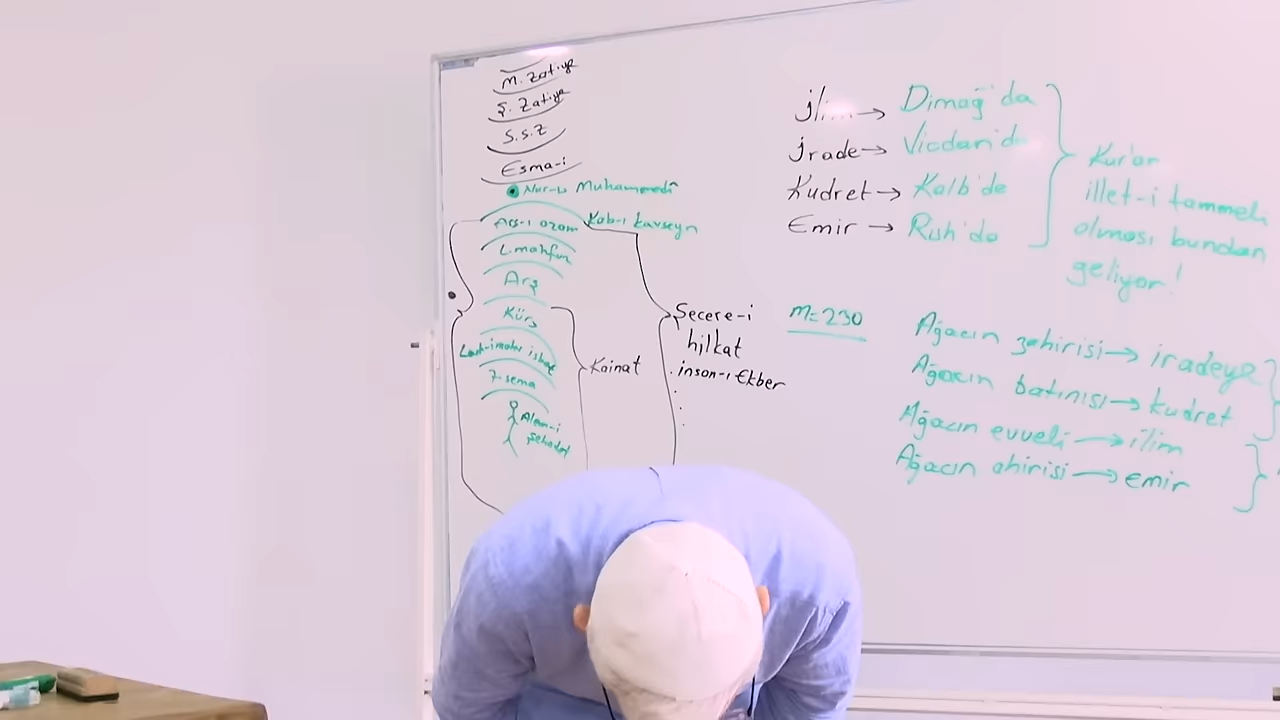 M. Zatiye
Ş. Zatiye
S.S.Z
Esma-i
Nur-u Muhammedî
Arş-ı azam
Kab-ı kavseyn
L. mahfuz
Arş
Kürs
7-sema
Alem-i
şehadet
Kainat
Şecere-i
hilkat
insan-ı Ekber
İlim → Dimağ'da
İrade → Vicdan'da
Kudret → Kalb'de
Emir → Ruh'da
Kur'an
illet-i tammeli
olması bundan
geliyor!
M=230
Ağacın zahirisi → iradeye
Ağacın batınısı → kudret
Ağacın evveli → ilim
Ağacın ahirisi → emir